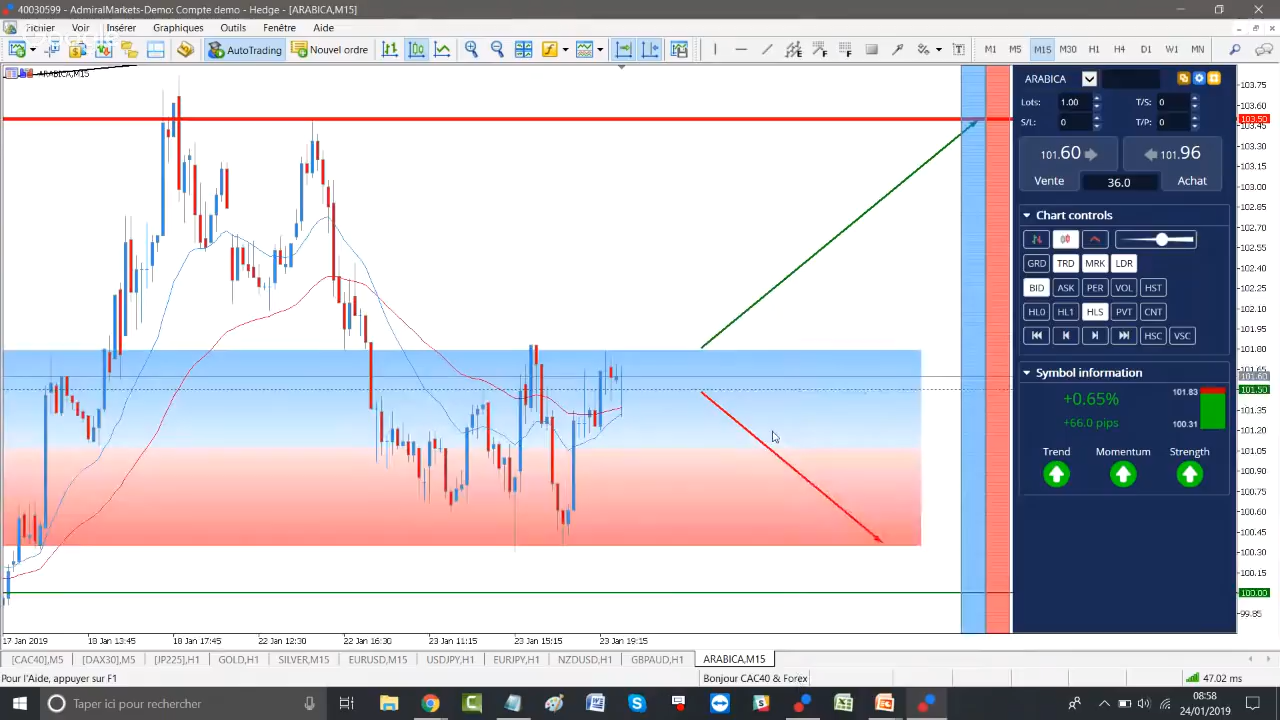 40030599 - AdmiralMarkets-Demo: Compte demo - Hedge - [ARABICA,M15]
Fichier Voir Insérer Graphiques Outils Fenêtre Aide
AutoTrading Nouvel ordre M1 M5 M15 M30 H1 H4 D1 W1 MN
ARABICA,M15
103.75
103.60
103.50
103.45
103.30
103.15
103.00
102.85
102.70
102.55
102.40
102.25
102.10
101.95
101.80
101.65
101.60
101.50
101.35
101.20
101.05
100.90
100.75
100.60
100.45
100.30
100.15
100.00
99.85
17 Jan 2019 18 Jan 13:45 18 Jan 17:45 22 Jan 12:30 22 Jan 16:30 23 Jan 11:15 23 Jan 15:15 23 Jan 19:15
ARABICA
Lots: 1.00 T/S: 0
S/L: 0 T/P: 0
101.60 101.96
Vente 36.0 Achat
Chart controls
GRD TRD MRK LDR
BID ASK PER VOL HST
HL0 HL1 HLS PVT CNT
HSC VSC
Symbol information
+0.65% 101.83
+66.0 pips 100.31
Trend Momentum Strength
[CAC40],M5 [DAX30],M5 [JP225],H1 GOLD,H1 SILVER,M15 EURUSD,M15 USDJPY,H1 EURJPY,H1 NZDUSD,H1 GBPAUD,H1 ARABICA,M15
Pour l'Aide, appuyer sur F1 Bonjour CAC40 & Forex 47.02 ms
Taper ici pour rechercher 08:58
24/01/2019